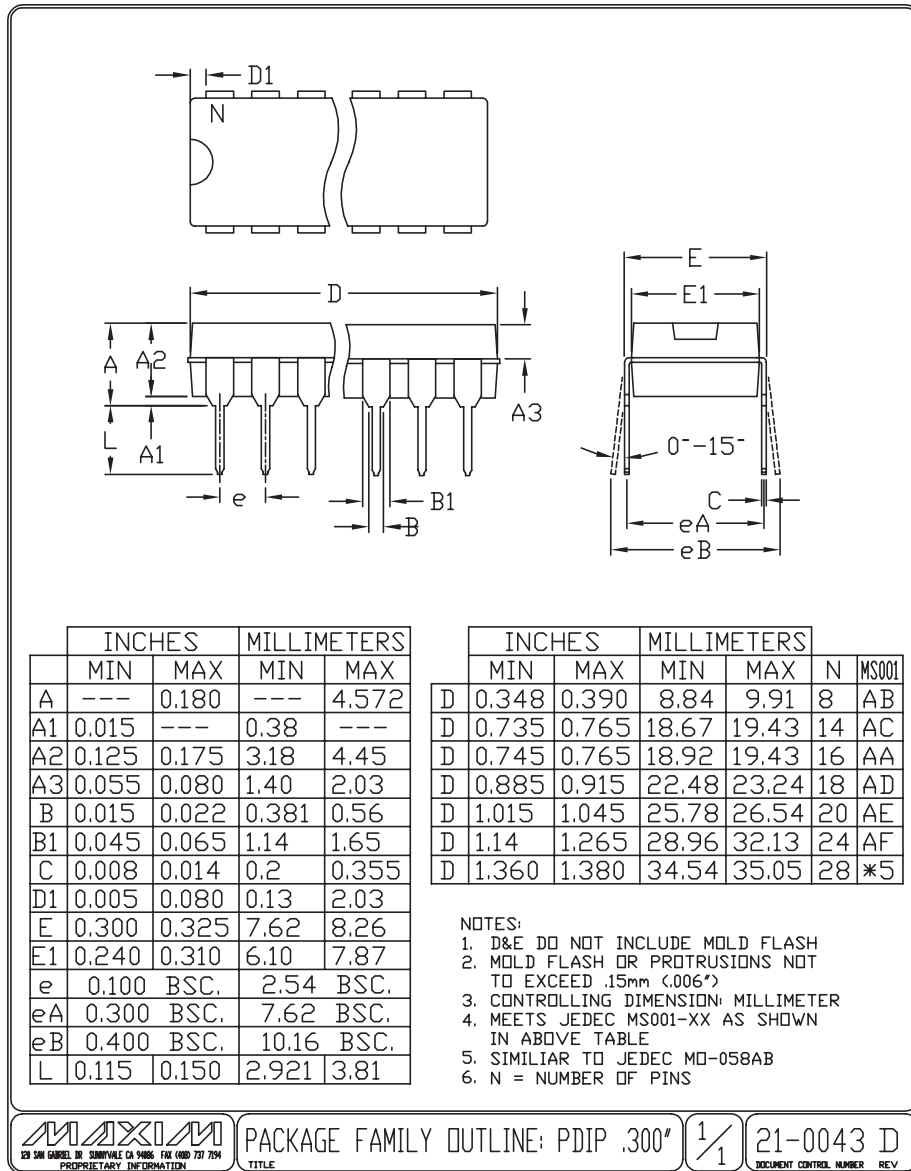 D1
N
E
D
E1
A
A2
A3
L
A1
0°-15°
e
B1
B
C
eA
eB
INCHES MILLIMETERS
MIN MAX MIN MAX
A --- 0.180 --- 4.572
A1 0.015 --- 0.38 ---
A2 0.125 0.175 3.18 4.45
A3 0.055 0.080 1.40 2.03
B 0.015 0.022 0.381 0.56
B1 0.045 0.065 1.14 1.65
C 0.008 0.014 0.2 0.355
D1 0.005 0.080 0.13 2.03
E 0.300 0.325 7.62 8.26
E1 0.240 0.310 6.10 7.87
e 0.100 BSC. 2.54 BSC.
eA 0.300 BSC. 7.62 BSC.
eB 0.400 BSC. 10.16 BSC.
L 0.115 0.150 2.921 3.81
INCHES MILLIMETERS
MIN MAX MIN MAX N MS001
D 0.348 0.390 8.84 9.91 8 AB
D 0.735 0.765 18.67 19.43 14 AC
D 0.745 0.765 18.92 19.43 16 AA
D 0.885 0.915 22.48 23.24 18 AD
D 1.015 1.045 25.78 26.54 20 AE
D 1.14 1.265 28.96 32.13 24 AF
D 1.360 1.380 34.54 35.05 28 *5
NOTES:
1. D&E DO NOT INCLUDE MOLD FLASH
2. MOLD FLASH OR PROTRUSIONS NOT
TO EXCEED .15mm (.006")
3. CONTROLLING DIMENSION: MILLIMETER
4. MEETS JEDEC MS001-XX AS SHOWN
IN ABOVE TABLE
5. SIMILIAR TO JEDEC MO-058AB
6. N = NUMBER OF PINS
MAXIM
120 SAN GABRIEL DR SUNNYVALE CA 94086 FAX (408) 737 7194
PROPRIETARY INFORMATION
PACKAGE FAMILY OUTLINE: PDIP .300"
TITLE
1/1
21-0043 D
DOCUMENT CONTROL NUMBER REV